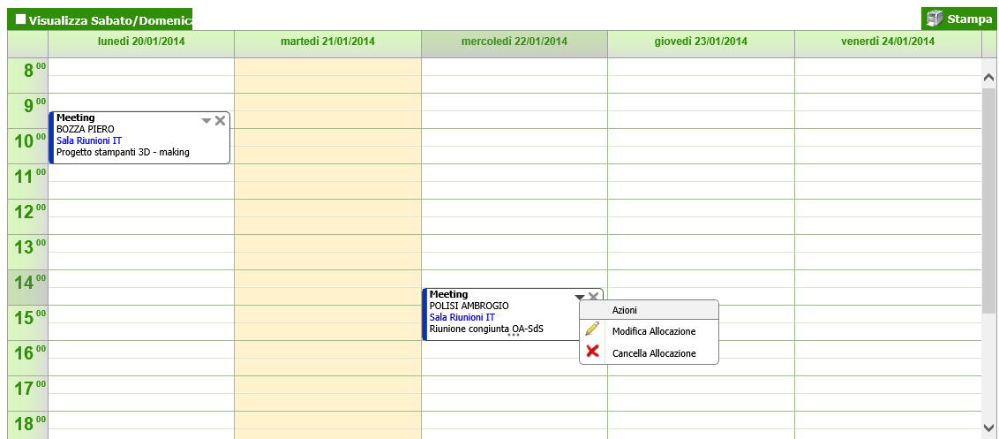 Visualizza Sabato/Domenica
Stampa
lunedì 20/01/2014
martedì 21/01/2014
mercoledì 22/01/2014
giovedì 23/01/2014
venerdì 24/01/2014
8 00
9 00
Meeting
BOZZA PIERO
Sala Riunioni IT
Progetto stampanti 3D - making
10 00
11 00
12 00
13 00
14 00
Meeting
POLISI AMBROGIO
Sala Riunioni IT
Riunione congiunta OA-SdS
Azioni
Modifica Allocazione
Cancella Allocazione
15 00
16 00
17 00
18 00